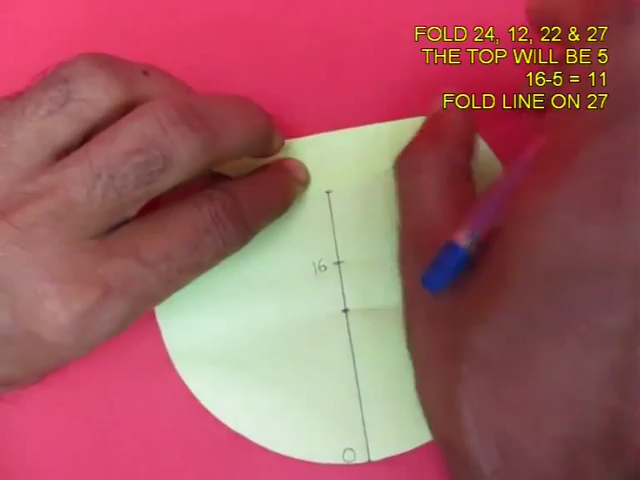 FOLD 24, 12, 22 & 27
THE TOP WILL BE 5
16-5 = 11
FOLD LINE ON 27
16
0